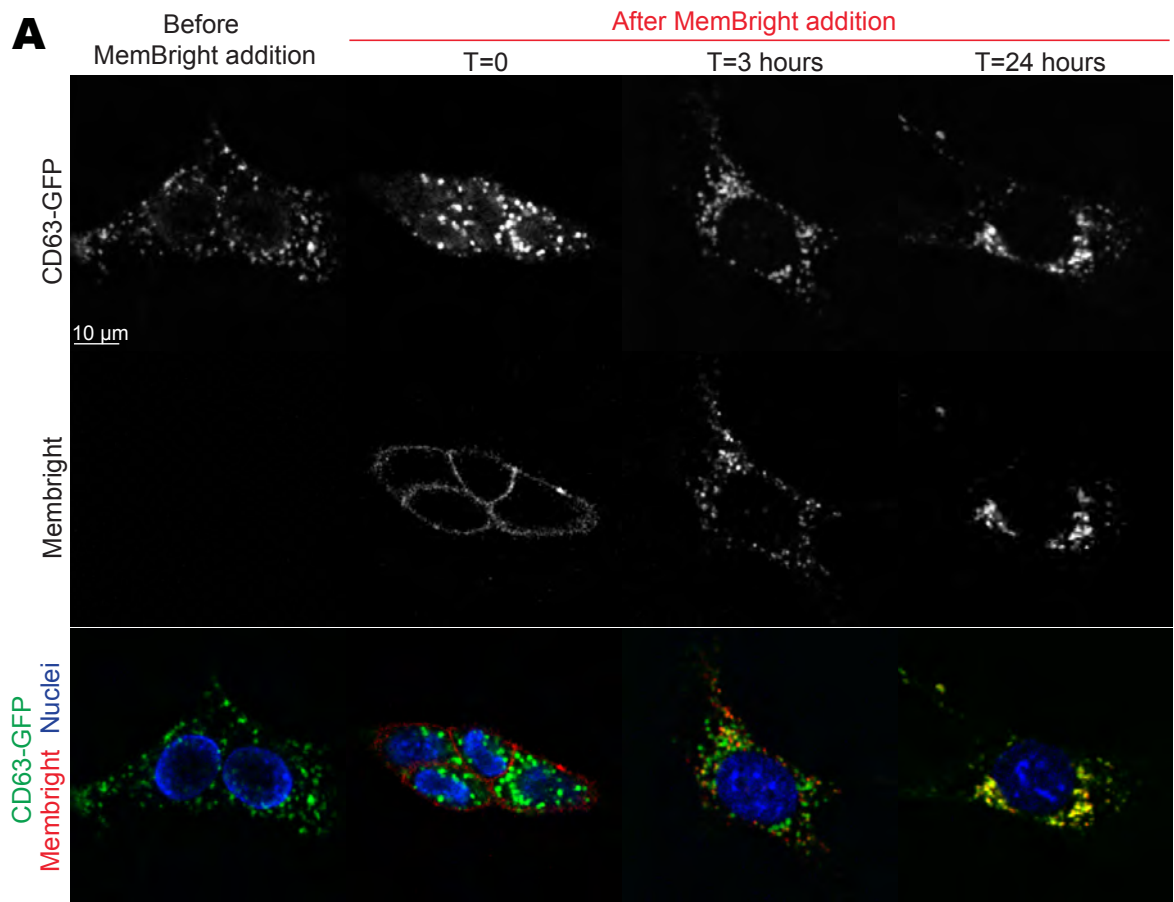 A
Before
MemBright addition
After MemBright addition
T=0
T=3 hours
T=24 hours
CD63-GFP
10 µm
Membright
CD63-GFP
Membright Nuclei